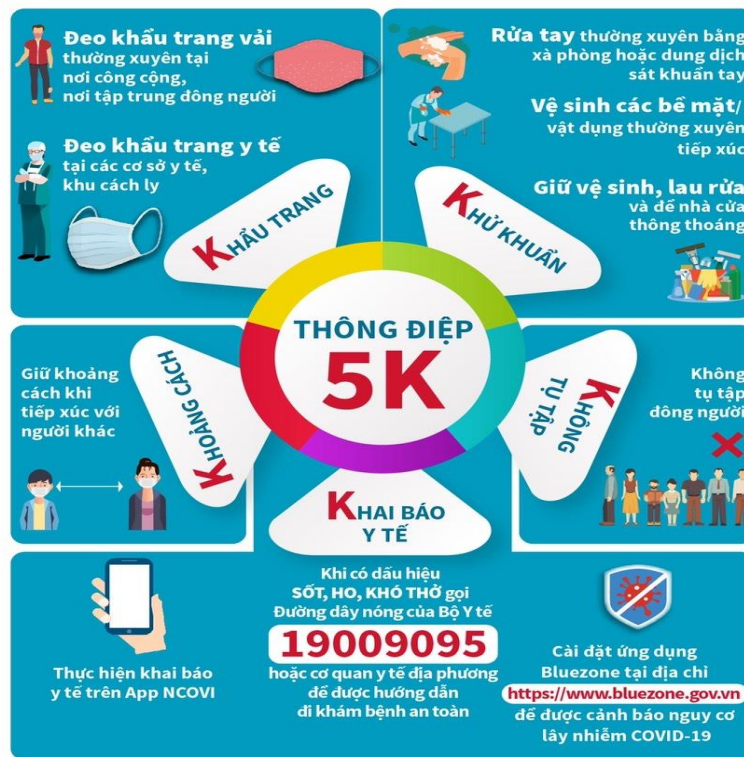 Đeo khẩu trang vải
thường xuyên tại
nơi công cộng,
nơi tập trung đông người
Đeo khẩu trang y tế
tại các cơ sở y tế,
khu cách ly
KHẨU TRANG
Rửa tay thường xuyên bằng
xà phòng hoặc dung dịch
sát khuẩn tay
Vệ sinh các bề mặt/
vật dụng thường xuyên
tiếp xúc
Giữ vệ sinh, lau rửa
và để nhà cửa
thông thoáng
KHỬ KHUẨN
THÔNG ĐIỆP
5K
Giữ khoảng
cách khi
tiếp xúc với
người khác
KHOẢNG CÁCH
KHÔNG
TỤ TẬP
Không
tụ tập
đông người
KHAI BÁO
Y TẾ
Thực hiện khai báo
y tế trên App NCOVI
Khi có dấu hiệu
SỐT, HO, KHÓ THỞ gọi
Đường dây nóng của Bộ Y tế
19009095
hoặc cơ quan y tế địa phương
để được hướng dẫn
đi khám bệnh an toàn
Cài đặt ứng dụng
Bluezone tại địa chỉ
https://www.bluezone.gov.vn
để được cảnh báo nguy cơ
lây nhiễm COVID-19